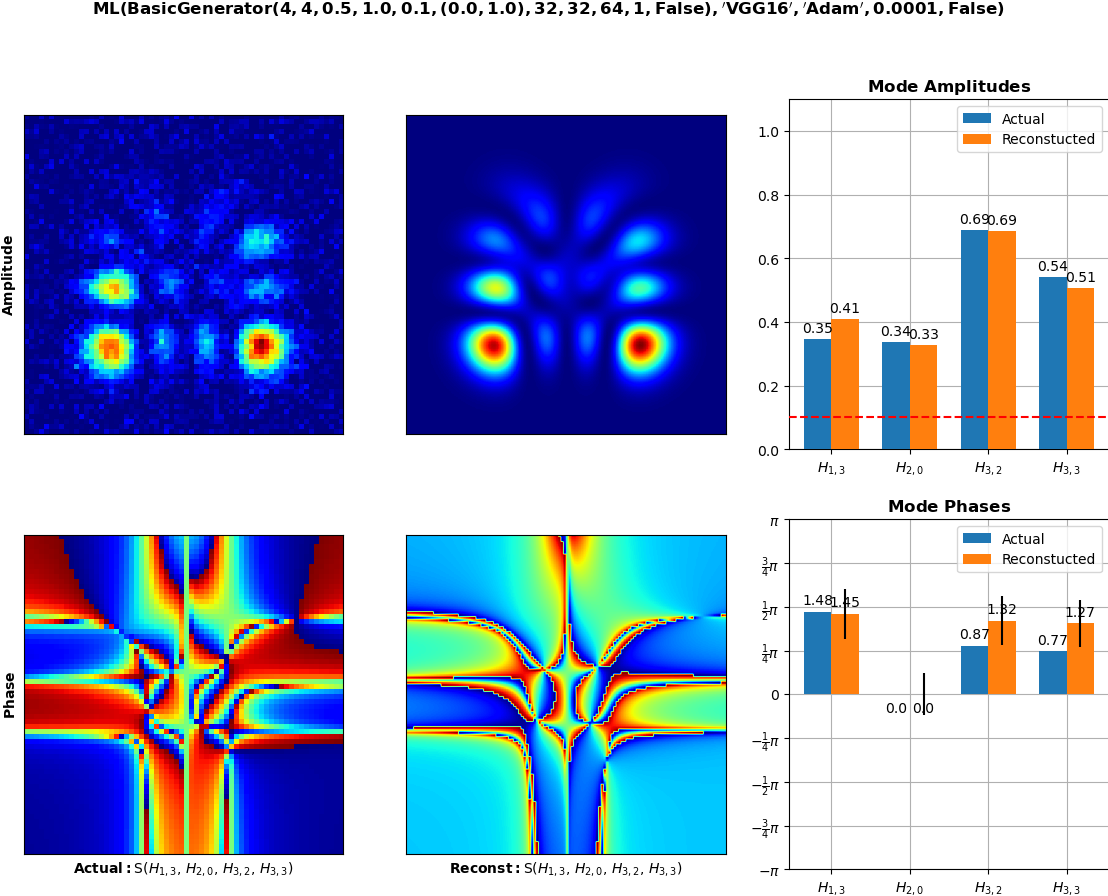 ML(BasicGenerator(4, 4, 0.5, 1.0, 0.1, (0.0, 1.0), 32, 32, 64, 1, False), ′VGG16′, ′Adam′, 0.0001, False)
Amplitude
Mode Amplitudes
Actual
Reconstucted
1.0
0.8
0.6
0.4
0.2
0.0
0.35
0.41
0.34
0.33
0.69
0.69
0.54
0.51
H1,3
H2,0
H3,2
H3,3
Phase
Actual: S(H1,3, H2,0, H3,2, H3,3)
Reconst: S(H1,3, H2,0, H3,2, H3,3)
Mode Phases
Actual
Reconstucted
π
3/4π
1/2π
1/4π
0
−1/4π
−1/2π
−3/4π
−π
1.48
1.45
0.0
0.0
0.87
1.32
0.77
1.27
H1,3
H2,0
H3,2
H3,3